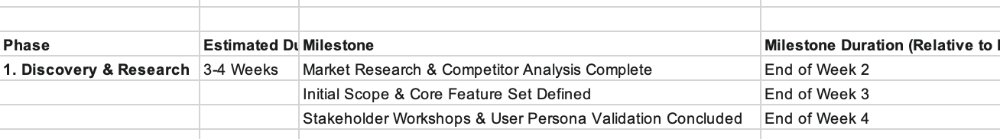 Phase Estimated Du Milestone Milestone Duration (Relative to
1. Discovery & Research 3-4 Weeks Market Research & Competitor Analysis Complete End of Week 2
Initial Scope & Core Feature Set Defined End of Week 3
Stakeholder Workshops & User Persona Validation Concluded End of Week 4